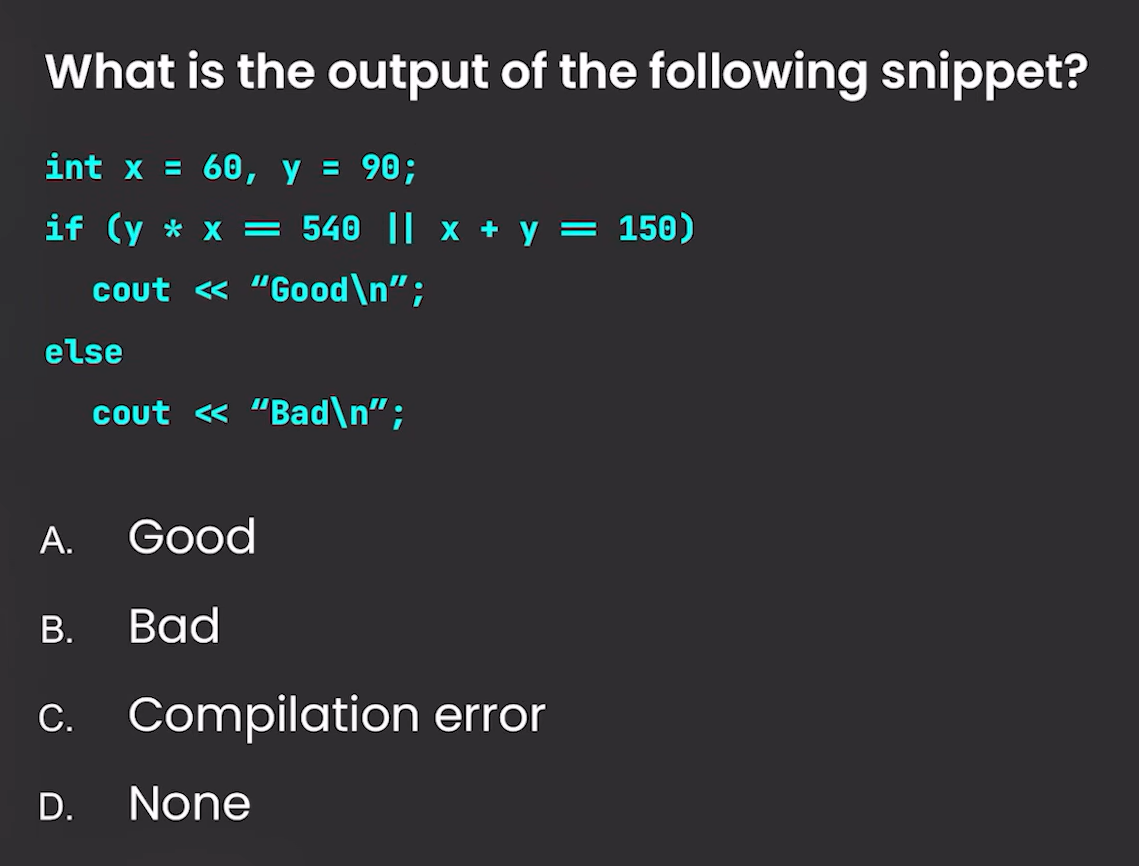 What is the output of the following snippet?
int x = 60, y = 90;
if (y * x == 540 || x + y == 150)
cout << “Good\n”;
else
cout << “Bad\n”;
A. Good
B. Bad
C. Compilation error
D. None